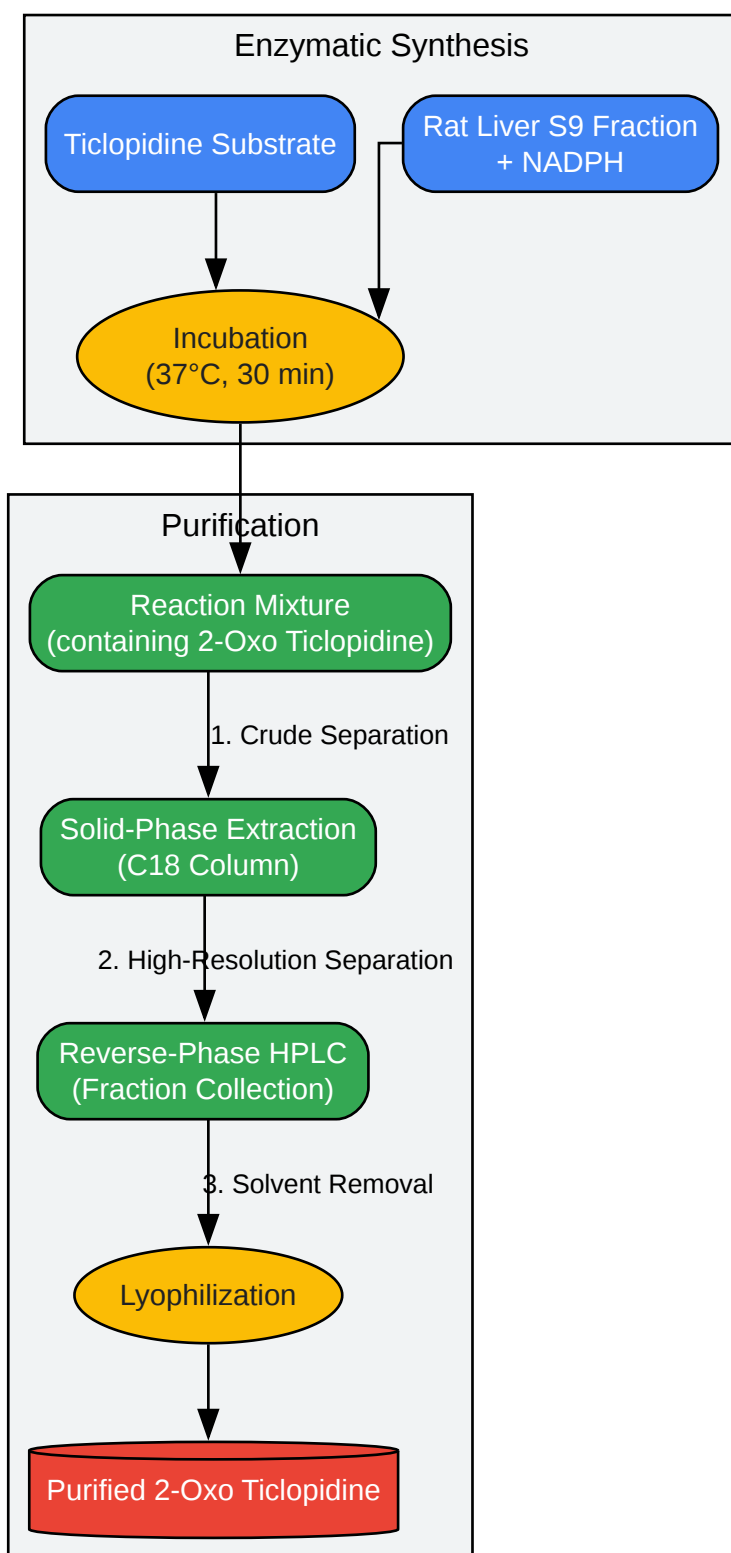 Enzymatic Synthesis
Ticlopidine Substrate
Rat Liver S9 Fraction
+ NADPH
Incubation
(37°C, 30 min)
Purification
Reaction Mixture
(containing 2-Oxo Ticlopidine)
1. Crude Separation
Solid-Phase Extraction
(C18 Column)
2. High-Resolution Separation
Reverse-Phase HPLC
(Fraction Collection)
3. Solvent Removal
Lyophilization
Purified 2-Oxo Ticlopidine